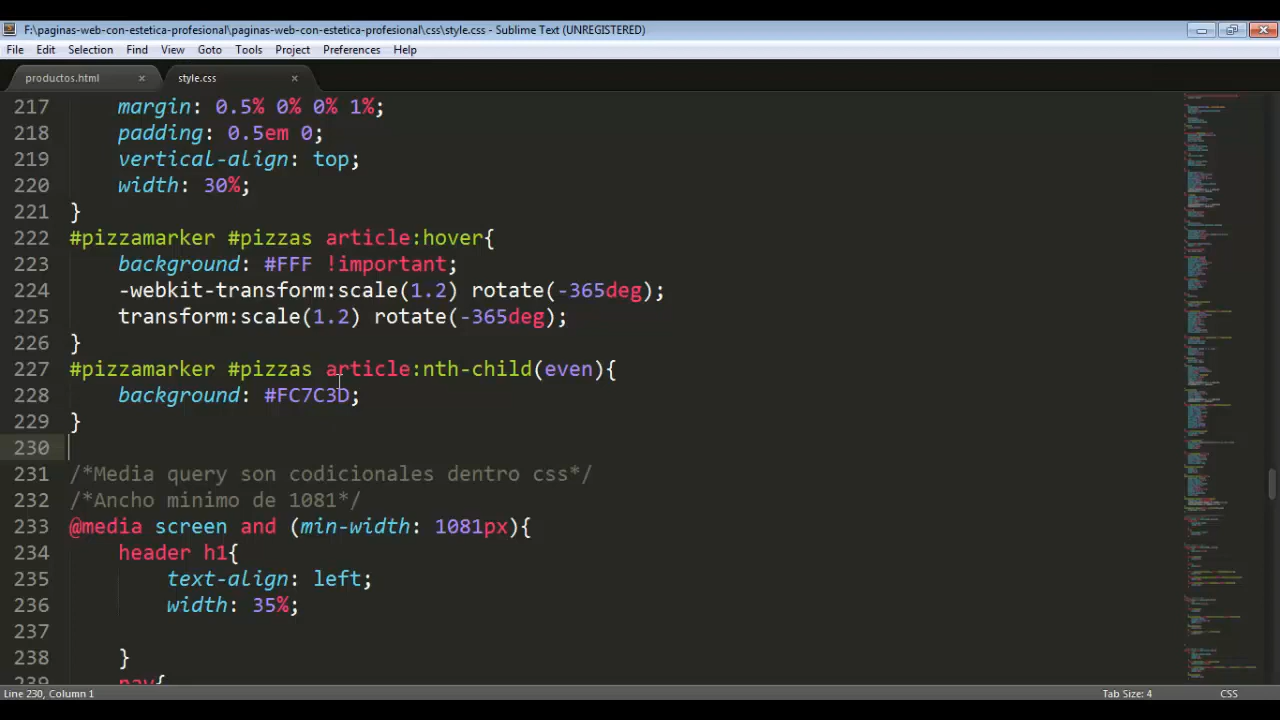 F:\paginas-web-con-estetica-profesional\paginas-web-con-estetica-profesional\css\style.css - Sublime Text (UNREGISTERED)
File Edit Selection Find View Goto Tools Project Preferences Help
productos.html × style.css ×
217 margin: 0.5% 0% 0% 1%;
218 padding: 0.5em 0;
219 vertical-align: top;
220 width: 30%;
221 }
222 #pizzamarker #pizzas article:hover{
223 background: #FFF !important;
224 -webkit-transform:scale(1.2) rotate(-365deg);
225 transform:scale(1.2) rotate(-365deg);
226 }
227 #pizzamarker #pizzas article:nth-child(even){
228 background: #FC7C3D;
229 }
230
231 /*Media query son codicionales dentro css*/
232 /*Ancho minimo de 1081*/
233 @media screen and (min-width: 1081px){
234 header h1{
235 text-align: left;
236 width: 35%;
237
238 }
239 nav{
Line 230, Column 1 Tab Size: 4 CSS